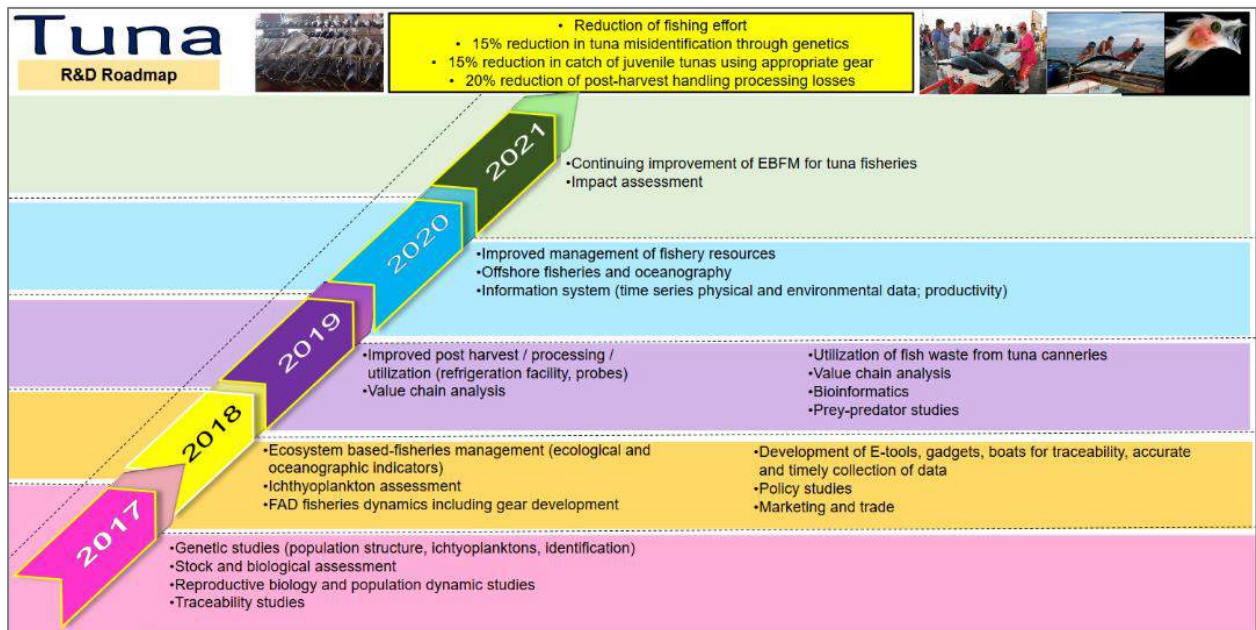 Tuna
R&D Roadmap
• Reduction of fishing effort
• 15% reduction in tuna misidentification through genetics
• 15% reduction in catch of juvenile tunas using appropriate gear
• 20% reduction of post-harvest handling processing losses
2021
•Continuing improvement of EBFM for tuna fisheries
•Impact assessment
2020
•Improved management of fishery resources
•Offshore fisheries and oceanography
•Information system (time series physical and environmental data; productivity)
2019
•Improved post harvest / processing /
utilization (refrigeration facility, probes)
•Value chain analysis
•Utilization of fish waste from tuna canneries
•Value chain analysis
•Bioinformatics
•Prey-predator studies
2018
•Ecosystem based-fisheries management (ecological and
oceanographic indicators)
•Ichthyoplankton assessment
•FAD fisheries dynamics including gear development
•Development of E-tools, gadgets, boats for traceability, accurate
and timely collection of data
•Policy studies
•Marketing and trade
2017
•Genetic studies (population structure, ichtyoplanktons, identification)
•Stock and biological assessment
•Reproductive biology and population dynamic studies
•Traceability studies